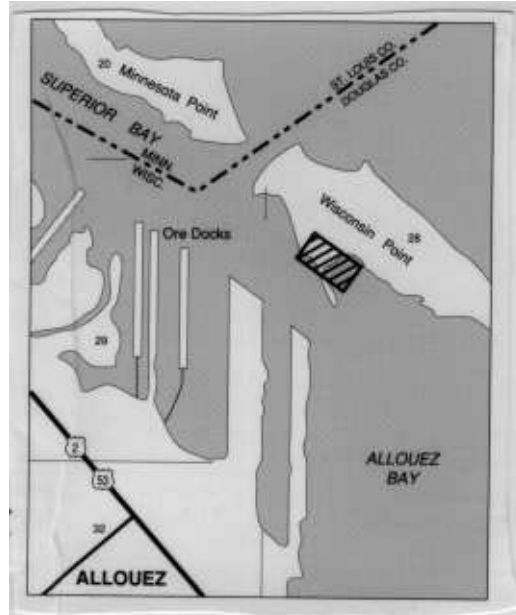 20
Minnesota Point
ST. LOUIS CO.
DOUGLAS CO.
SUPERIOR BAY
MINN.
WISC.
Ore Docks
Wisconsin Point
28
29
2
53
32
ALLOUEZ
BAY
ALLOUEZ